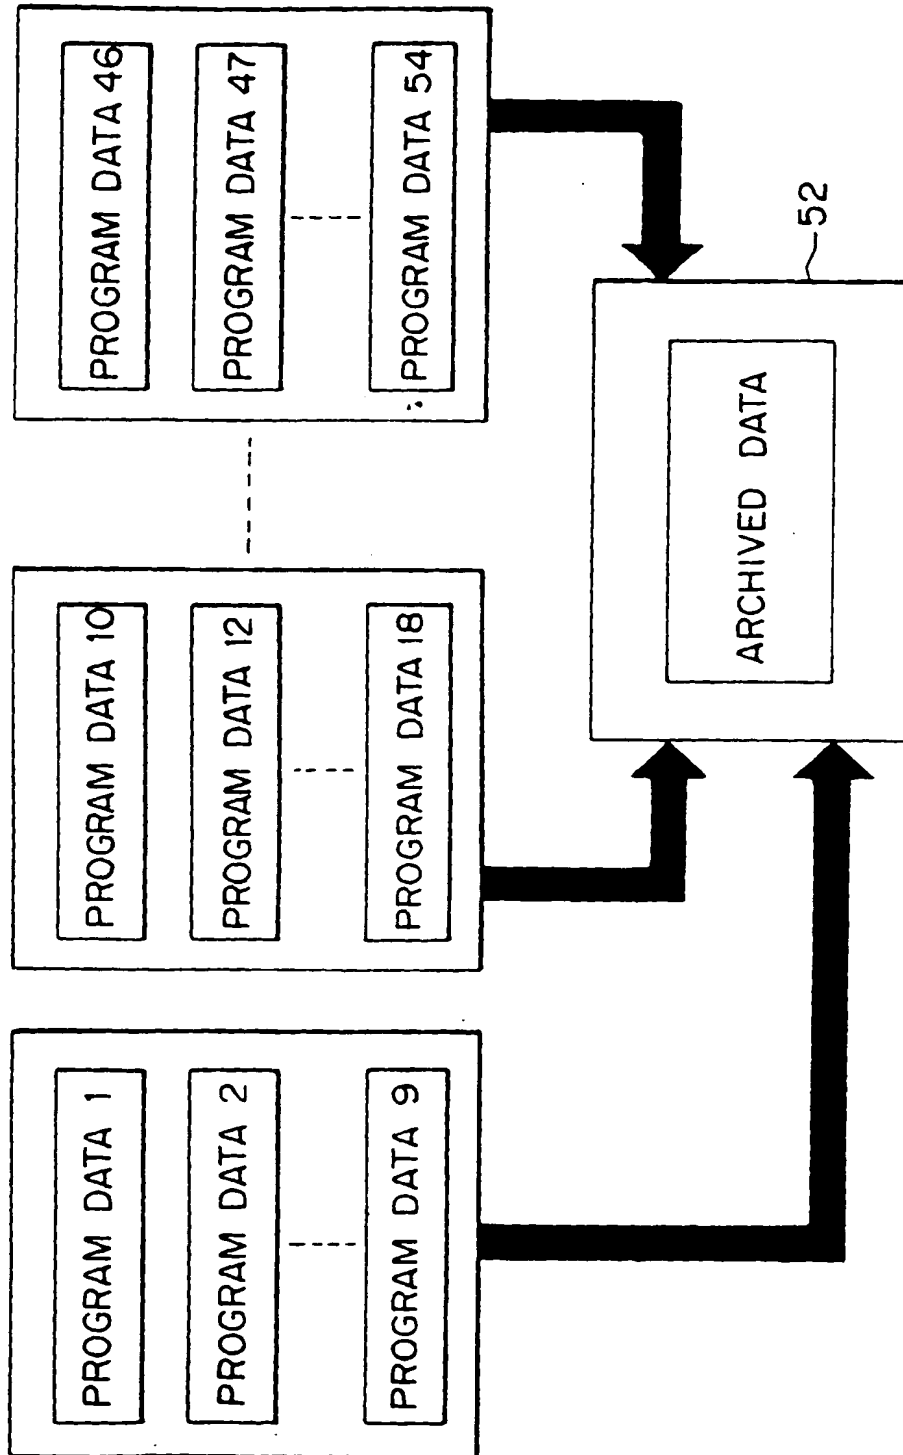 PROGRAM DATA 1
PROGRAM DATA 2
PROGRAM DATA 9
PROGRAM DATA 10
PROGRAM DATA 12
PROGRAM DATA 18
PROGRAM DATA 46
PROGRAM DATA 47
PROGRAM DATA 54
ARCHIVED DATA
52